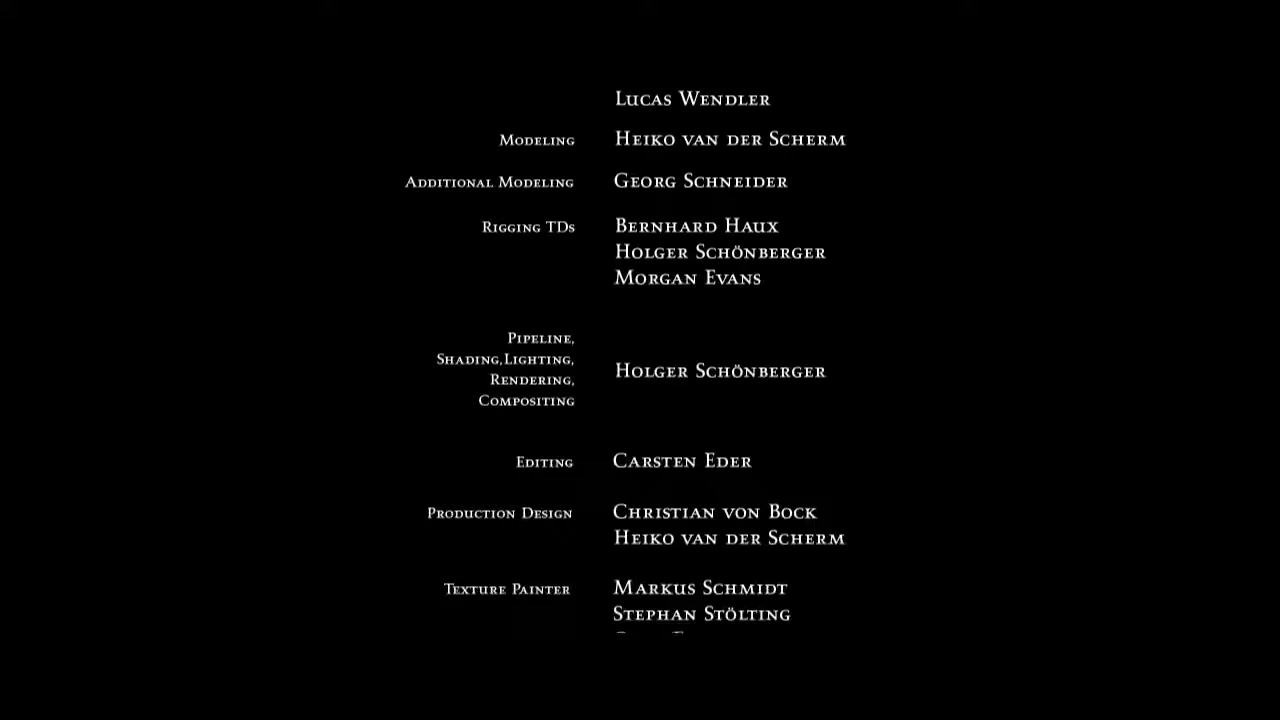 Lucas Wendler
Modeling Heiko van der Scherm
Additional Modeling Georg Schneider
Rigging TDs Bernhard Haux
Holger Schönberger
Morgan Evans
Pipeline,
Shading,Lighting,
Rendering,
Compositing
Holger Schönberger
Editing Carsten Eder
Production Design Christian von Bock
Heiko van der Scherm
Texture Painter Markus Schmidt
Stephan Stölting